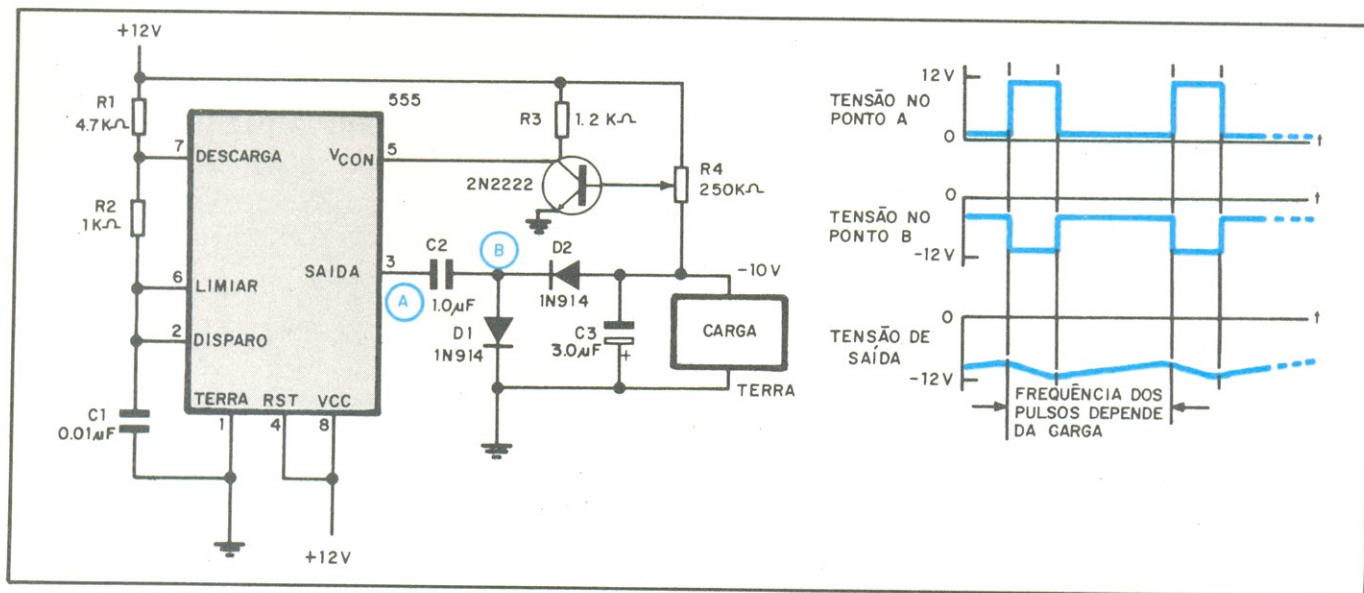 +12V
R1
4.7KΩ
7
DESCARGA
R2
1KΩ
6
LIMIAR
2
DISPARO
C1
0.01µF
555
VCON
5
SAIDA
3
A
TERRA
RST
VCC
1
4
8
+12V
R3
1.2 KΩ
2N2222
R4
250KΩ
C2
1.0µF
B
D2
1N914
D1
1N914
C3
3.0µF
+
-10V
CARGA
TERRA
TENSÃO NO
PONTO A
12V
0
t
TENSÃO NO
PONTO B
0
-12V
t
TENSÃO DE
SAÍDA
0
-12V
t
FREQUÊNCIA DOS
PULSOS DEPENDE
DA CARGA